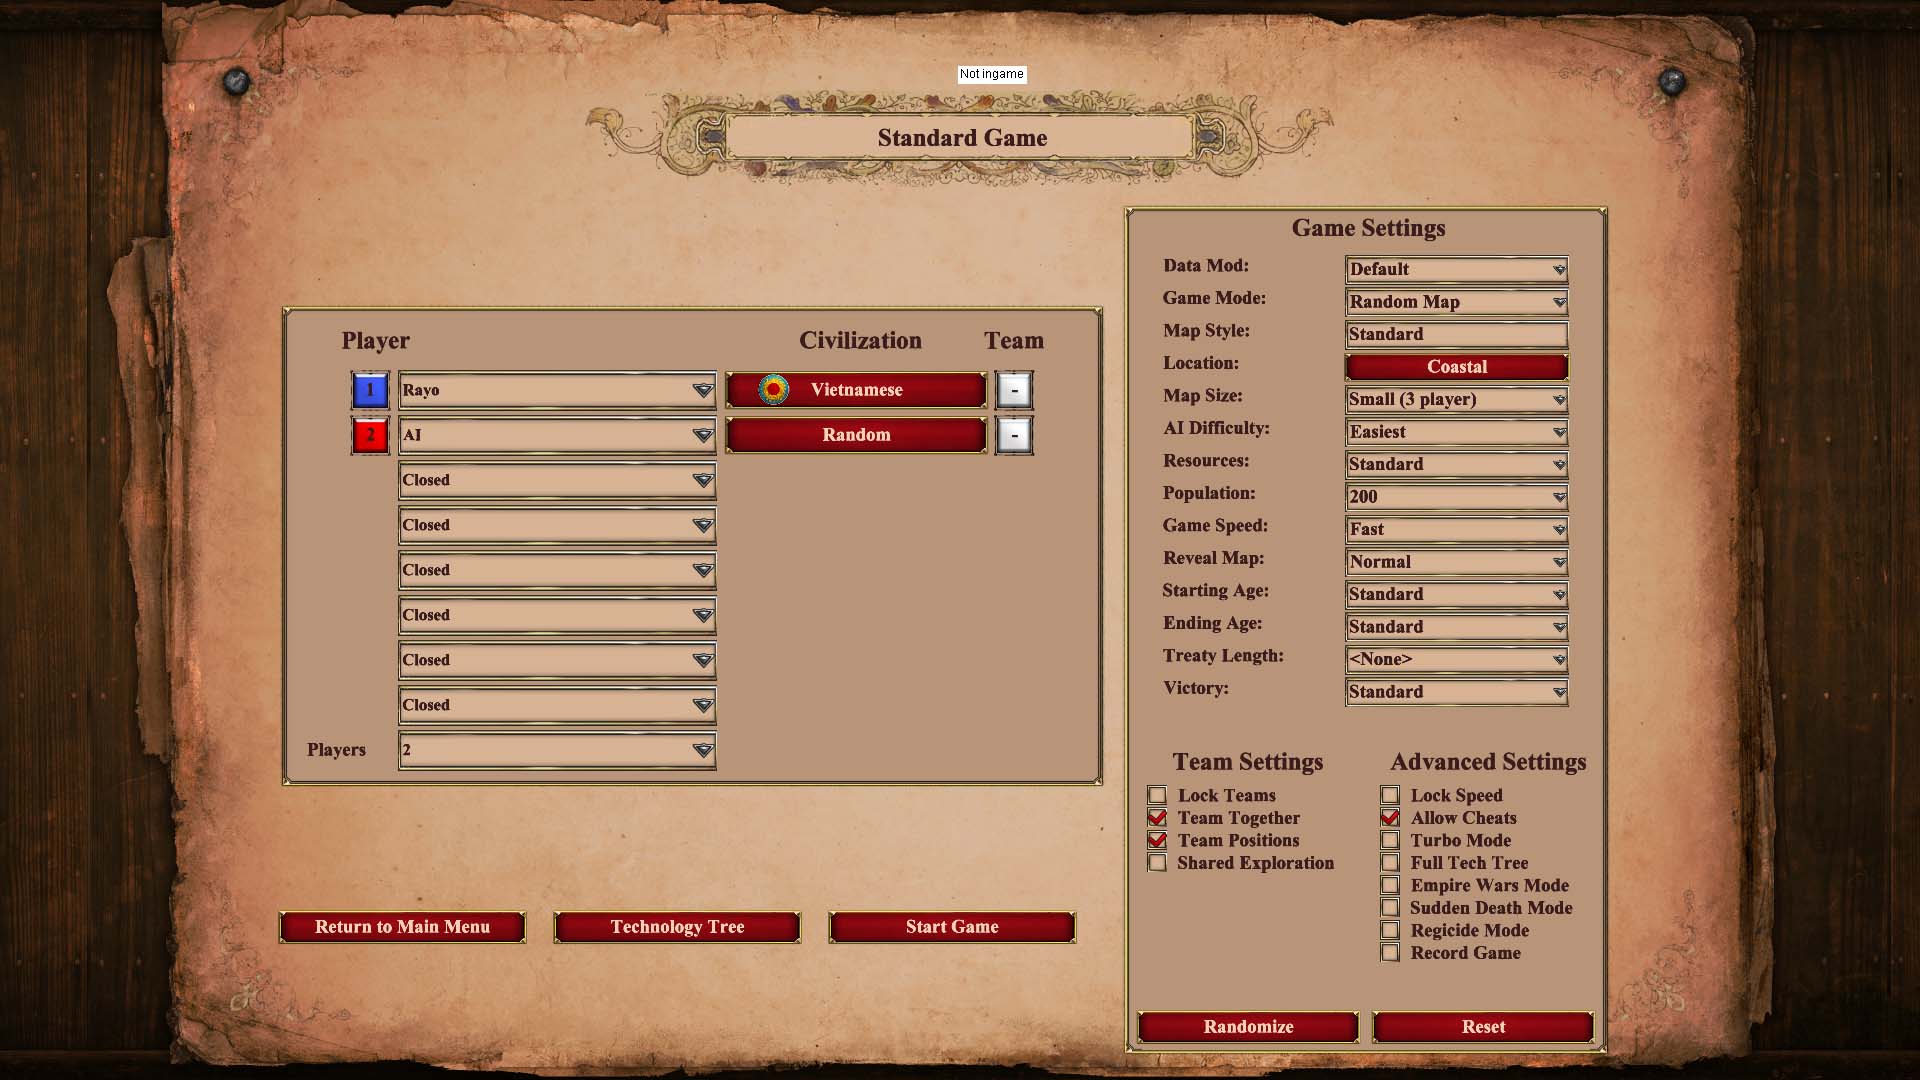 Not ingame
Standard Game
Player Civilization Team
1 Rayo Vietnamese -
2 AI Random -
Closed
Closed
Closed
Closed
Closed
Closed
Players 2
Return to Main Menu Technology Tree Start Game
Game Settings
Data Mod: Default
Game Mode: Random Map
Map Style: Standard
Location: Coastal
Map Size: Small (3 player)
AI Difficulty: Easiest
Resources: Standard
Population: 200
Game Speed: Fast
Reveal Map: Normal
Starting Age: Standard
Ending Age: Standard
Treaty Length: <None>
Victory: Standard
Team Settings
Lock Teams
Team Together
Team Positions
Shared Exploration
Advanced Settings
Lock Speed
Allow Cheats
Turbo Mode
Full Tech Tree
Empire Wars Mode
Sudden Death Mode
Regicide Mode
Record Game
Randomize Reset